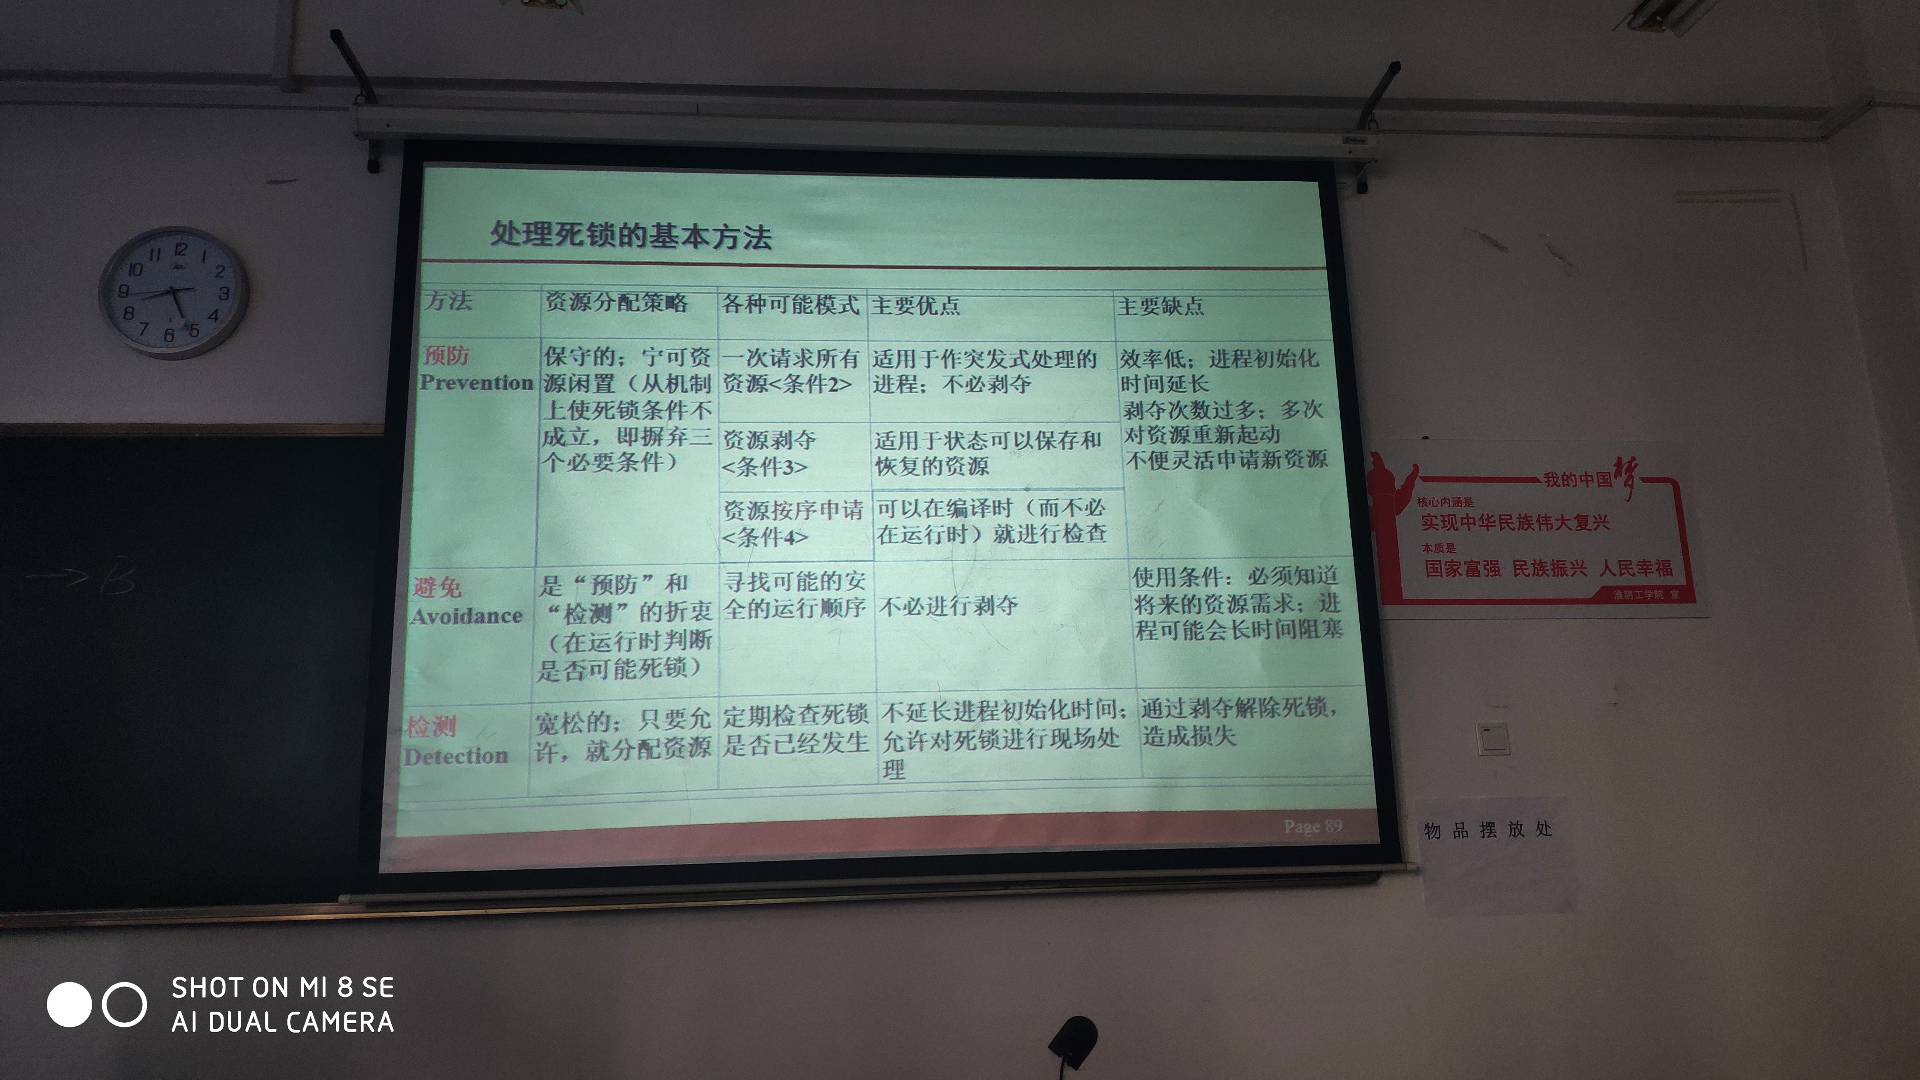 处理死锁的基本方法
方法
资源分配策略
各种可能模式
主要优点
主要缺点
预防
Prevention
保守的；宁可资
源闲置（从机制
上使死锁条件不
成立，即摒弃三
个必要条件）
一次请求所有
资源<条件2>
适用于作突发式处理的
进程；不必剥夺
效率低；进程初始化
时间延长
剥夺次数过多；多次
对资源重新起动
不便灵活申请新资源
资源剥夺
<条件3>
适用于状态可以保存和
恢复的资源
资源按序申请
<条件4>
可以在编译时（而不必
在运行时）就进行检查
避免
Avoidance
是“预防”和
“检测”的折衷
（在运行时判断
是否可能死锁）
寻找可能的安
全的运行顺序
不必进行剥夺
使用条件：必须知道
将来的资源需求；进
程可能会长时间阻塞
检测
Detection
宽松的；只要允
许，就分配资源
定期检查死锁
是否已经发生
不延长进程初始化时间；
允许对死锁进行现场处
理
通过剥夺解除死锁，
造成损失
Page 89
12
1
2
3
4
5
6
7
8
9
10
11
→B
我的中国梦
核心内涵是
实现中华民族伟大复兴
本质是
国家富强 民族振兴 人民幸福
淮阴工学院 宣
物品摆放处
SHOT ON MI 8 SE
AI DUAL CAMERA